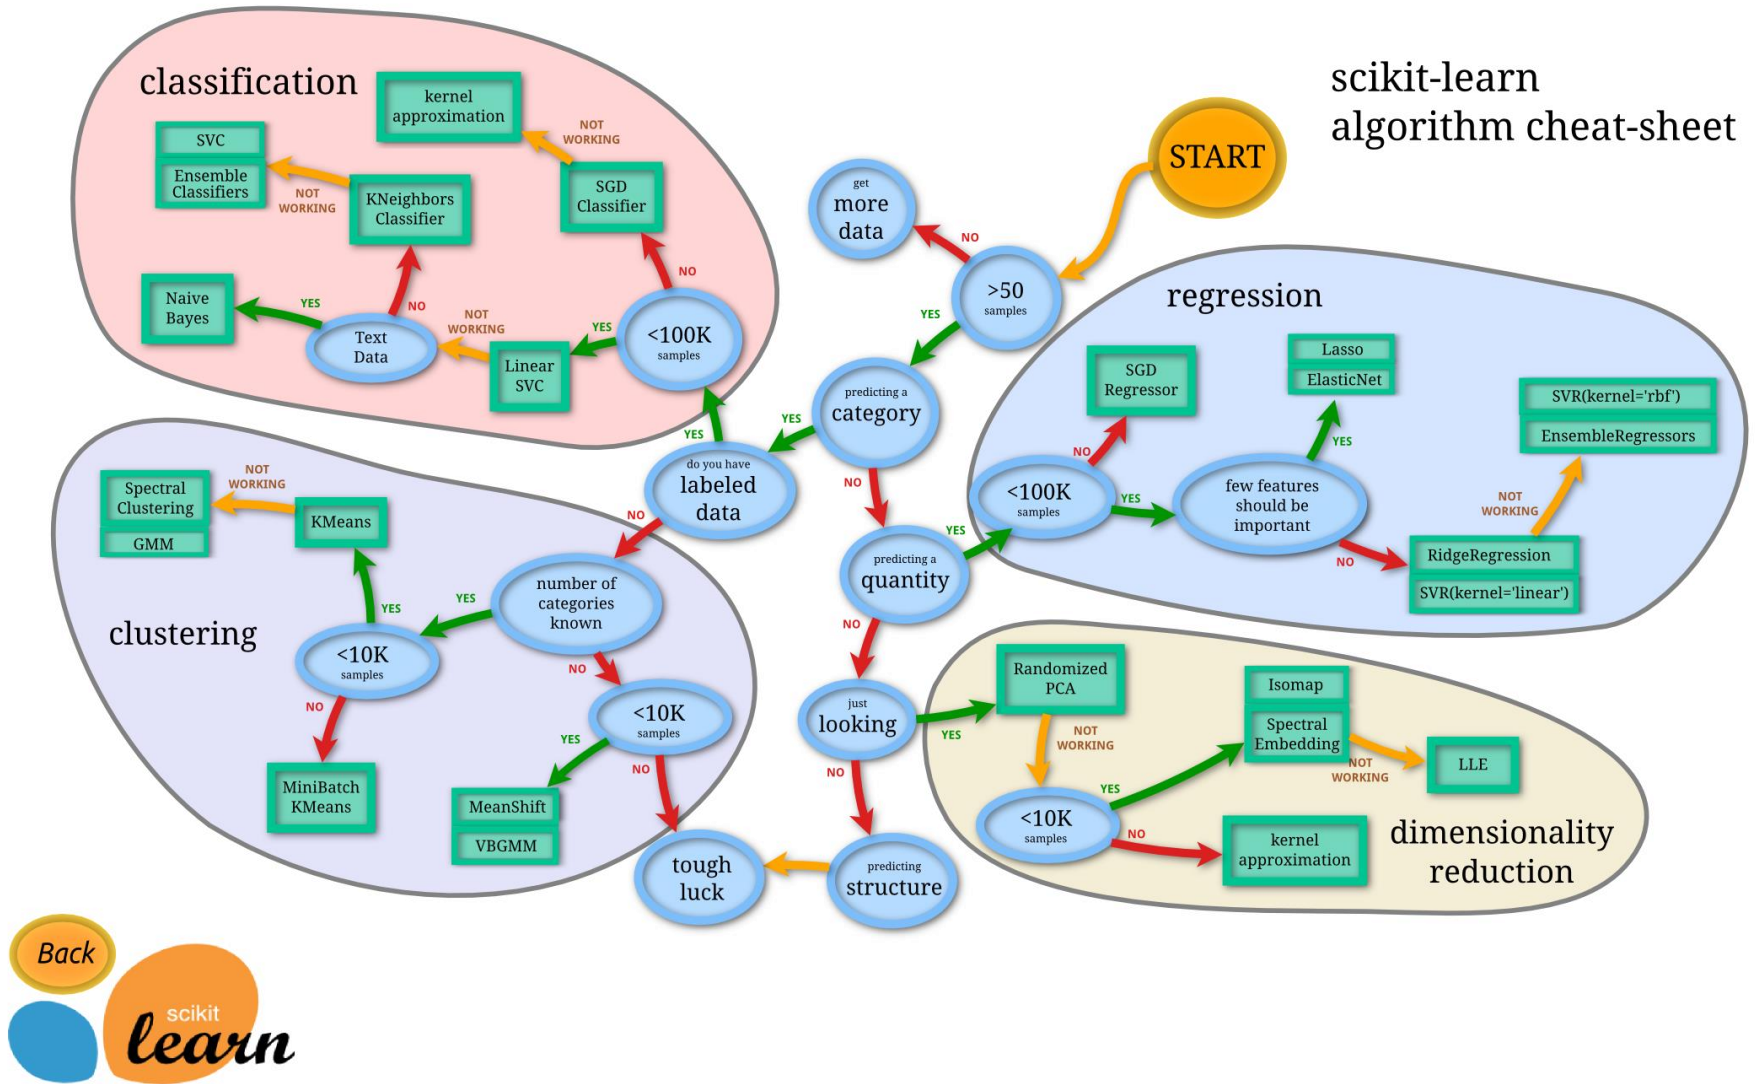 scikit-learn
algorithm cheat-sheet
START
>50
samples
NO
get
more
data
YES
predicting a
category
YES
NO
do you have
labeled
data
YES
NO
predicting a
quantity
YES
NO
just
looking
YES
NO
predicting
structure
tough
luck
classification
kernel
approximation
NOT
WORKING
SVC
Ensemble
Classifiers
NOT
WORKING
KNeighbors
Classifier
SGD
Classifier
NO
<100K
samples
YES
Linear
SVC
NOT
WORKING
Text
Data
NO
YES
Naive
Bayes
regression
<100K
samples
NO
SGD
Regressor
YES
few features
should be
important
YES
Lasso
ElasticNet
NO
RidgeRegression
SVR(kernel='linear')
NOT
WORKING
SVR(kernel='rbf')
EnsembleRegressors
clustering
number of
categories
known
YES
NO
<10K
samples
YES
KMeans
NOT
WORKING
Spectral
Clustering
GMM
NO
MiniBatch
KMeans
<10K
samples
YES
NO
MeanShift
VBGMM
dimensionality
reduction
Randomized
PCA
NOT
WORKING
<10K
samples
YES
NO
Isomap
Spectral
Embedding
NOT
WORKING
LLE
kernel
approximation
Back
scikit
learn